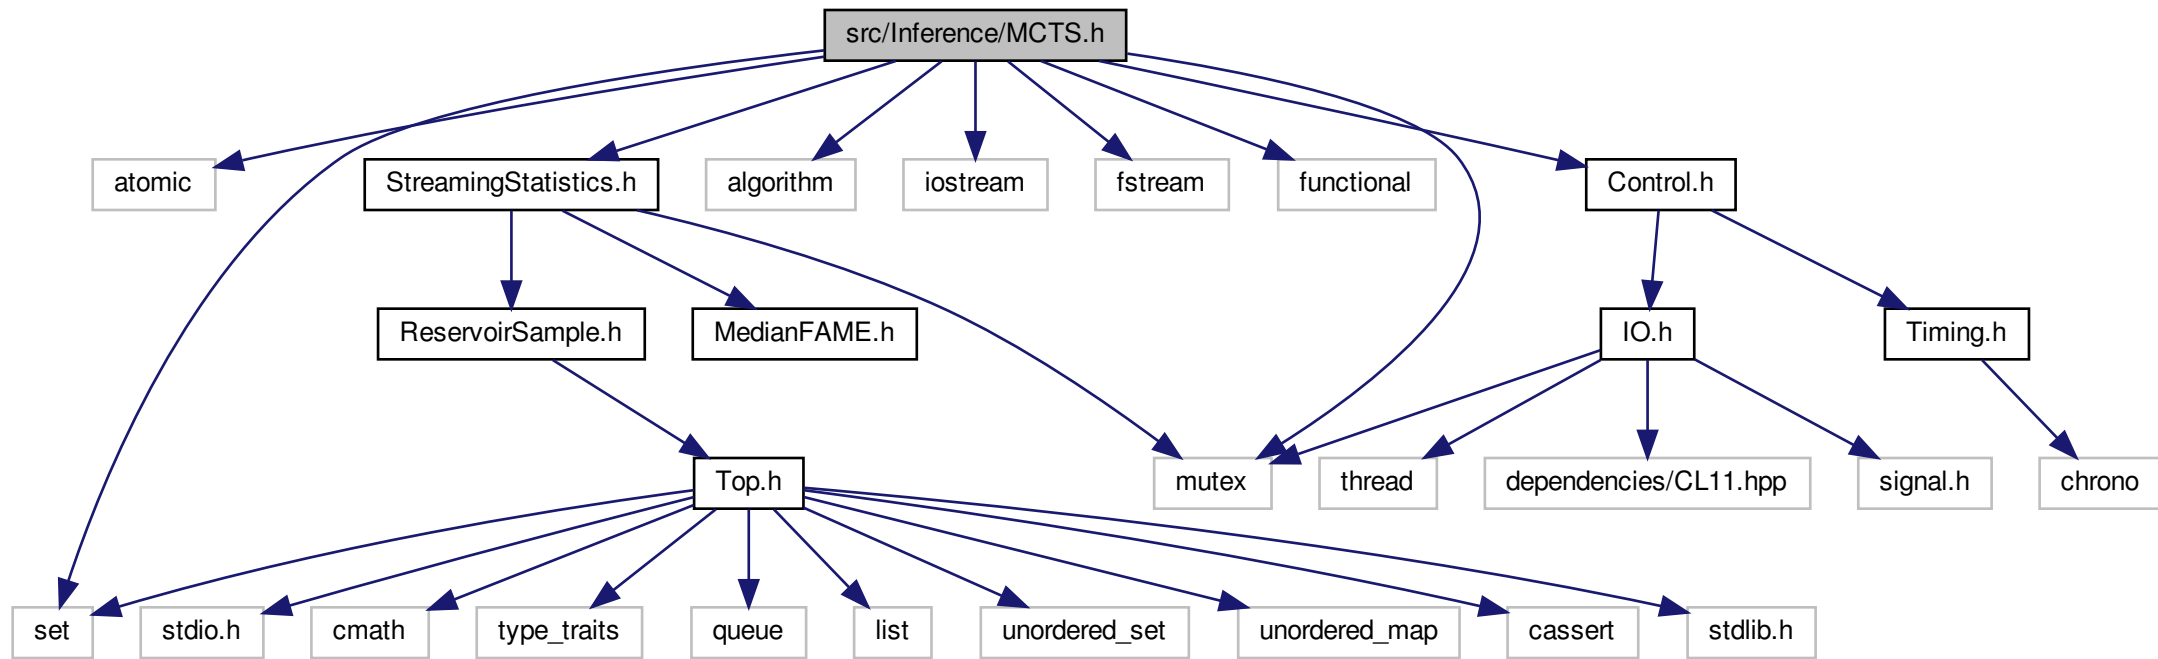 src/Inference/MCTS.h
atomic
StreamingStatistics.h
algorithm
iostream
fstream
functional
Control.h
ReservoirSample.h
MedianFAME.h
IO.h
Timing.h
Top.h
mutex
thread
dependencies/CL11.hpp
signal.h
chrono
set
stdio.h
cmath
type_traits
queue
list
unordered_set
unordered_map
cassert
stdlib.h